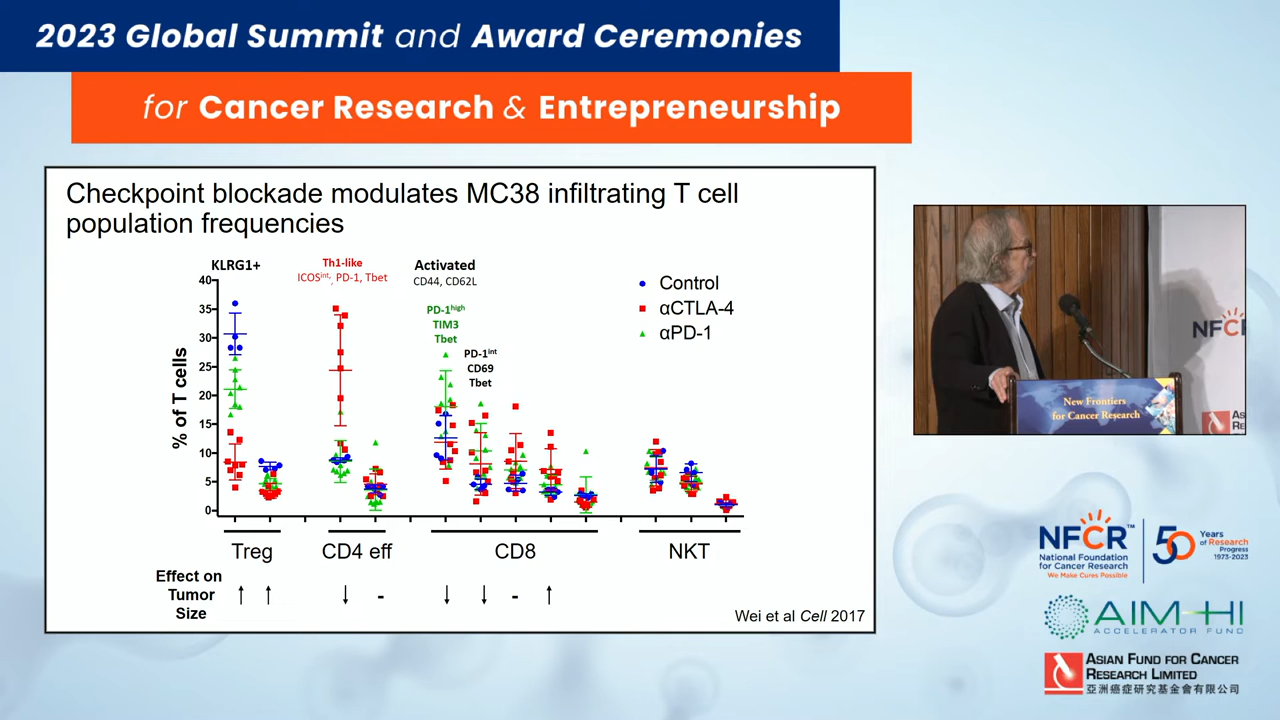 2023 Global Summit and Award Ceremonies
for Cancer Research & Entrepreneurship
Checkpoint blockade modulates MC38 infiltrating T cell
population frequencies
KLRG1+
Th1-like
ICOSint, PD-1, Tbet
Activated
CD44, CD62L
PD-1high
TIM3
Tbet
PD-1int
CD69
Tbet
Control
αCTLA-4
αPD-1
% of T cells
40
35
30
25
20
15
10
5
0
Treg
CD4 eff
CD8
NKT
Effect on
Tumor
Size
↑ ↑ ↓ - ↓ ↓ - ↑
Wei et al Cell 2017
NFCR
New Frontiers
for Cancer Research
NFCR™
National Foundation
for Cancer Research
We Make Cures Possible
50
Years
of Research
Progress
1973-2023
AIM-HI
ACCELERATOR FUND
ASIAN FUND FOR CANCER
RESEARCH LIMITED
亞洲癌症研究基金會有限公司